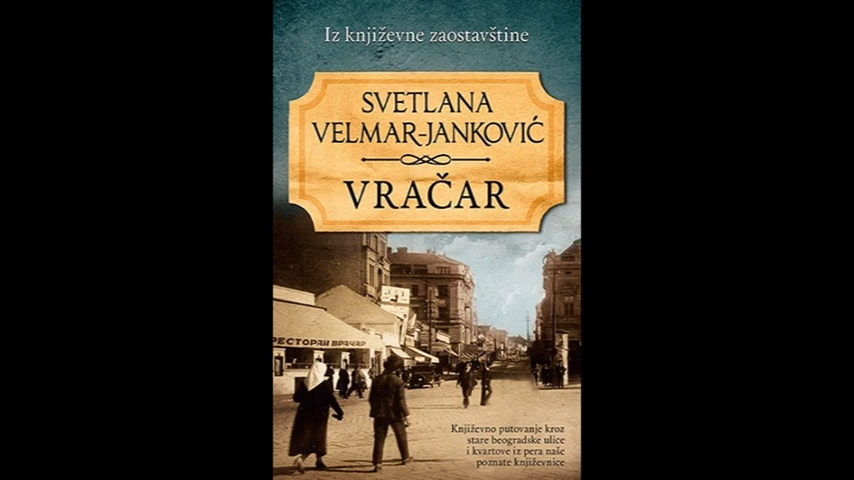 Iz književne zaostavštine
SVETLANA
VELMAR-JANKOVIĆ
VRAČAR
РЕСТОРАН ВРАЧАР
Književno putovanje kroz
stare beogradske ulice
i kvartove iz pera naše
poznate književnice